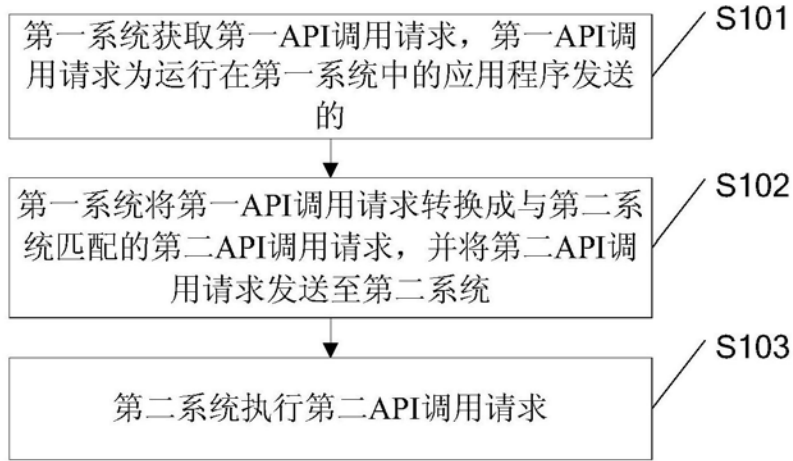 第一系统获取第一API调用请求，第一API调
用请求为运行在第一系统中的应用程序发送
的
S101
第一系统将第一API调用请求转换成与第二系
统匹配的第二API调用请求，并将第二API调
用请求发送至第二系统
S102
第二系统执行第二API调用请求
S103